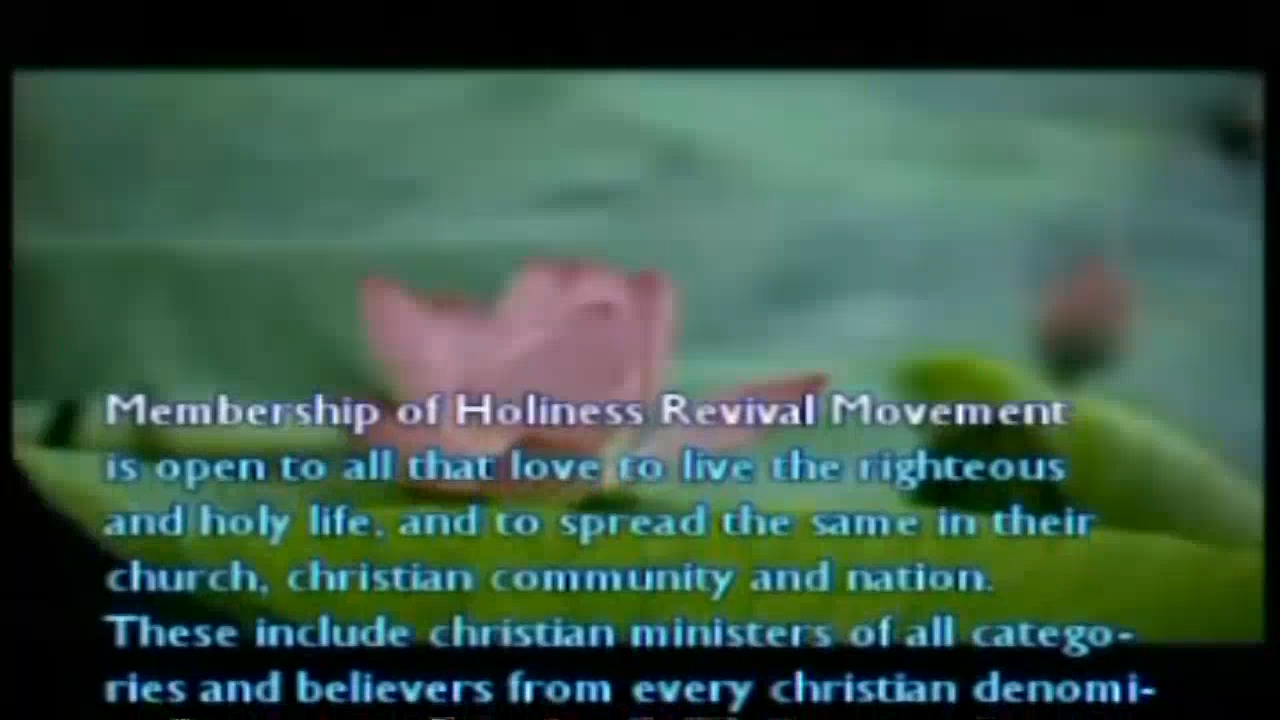 Membership of Holiness Revival Movement
is open to all that love to live the righteous
and holy life, and to spread the same in their
church, christian community and nation.
These include christian ministers of all catego-
ries and believers from every christian denomi-